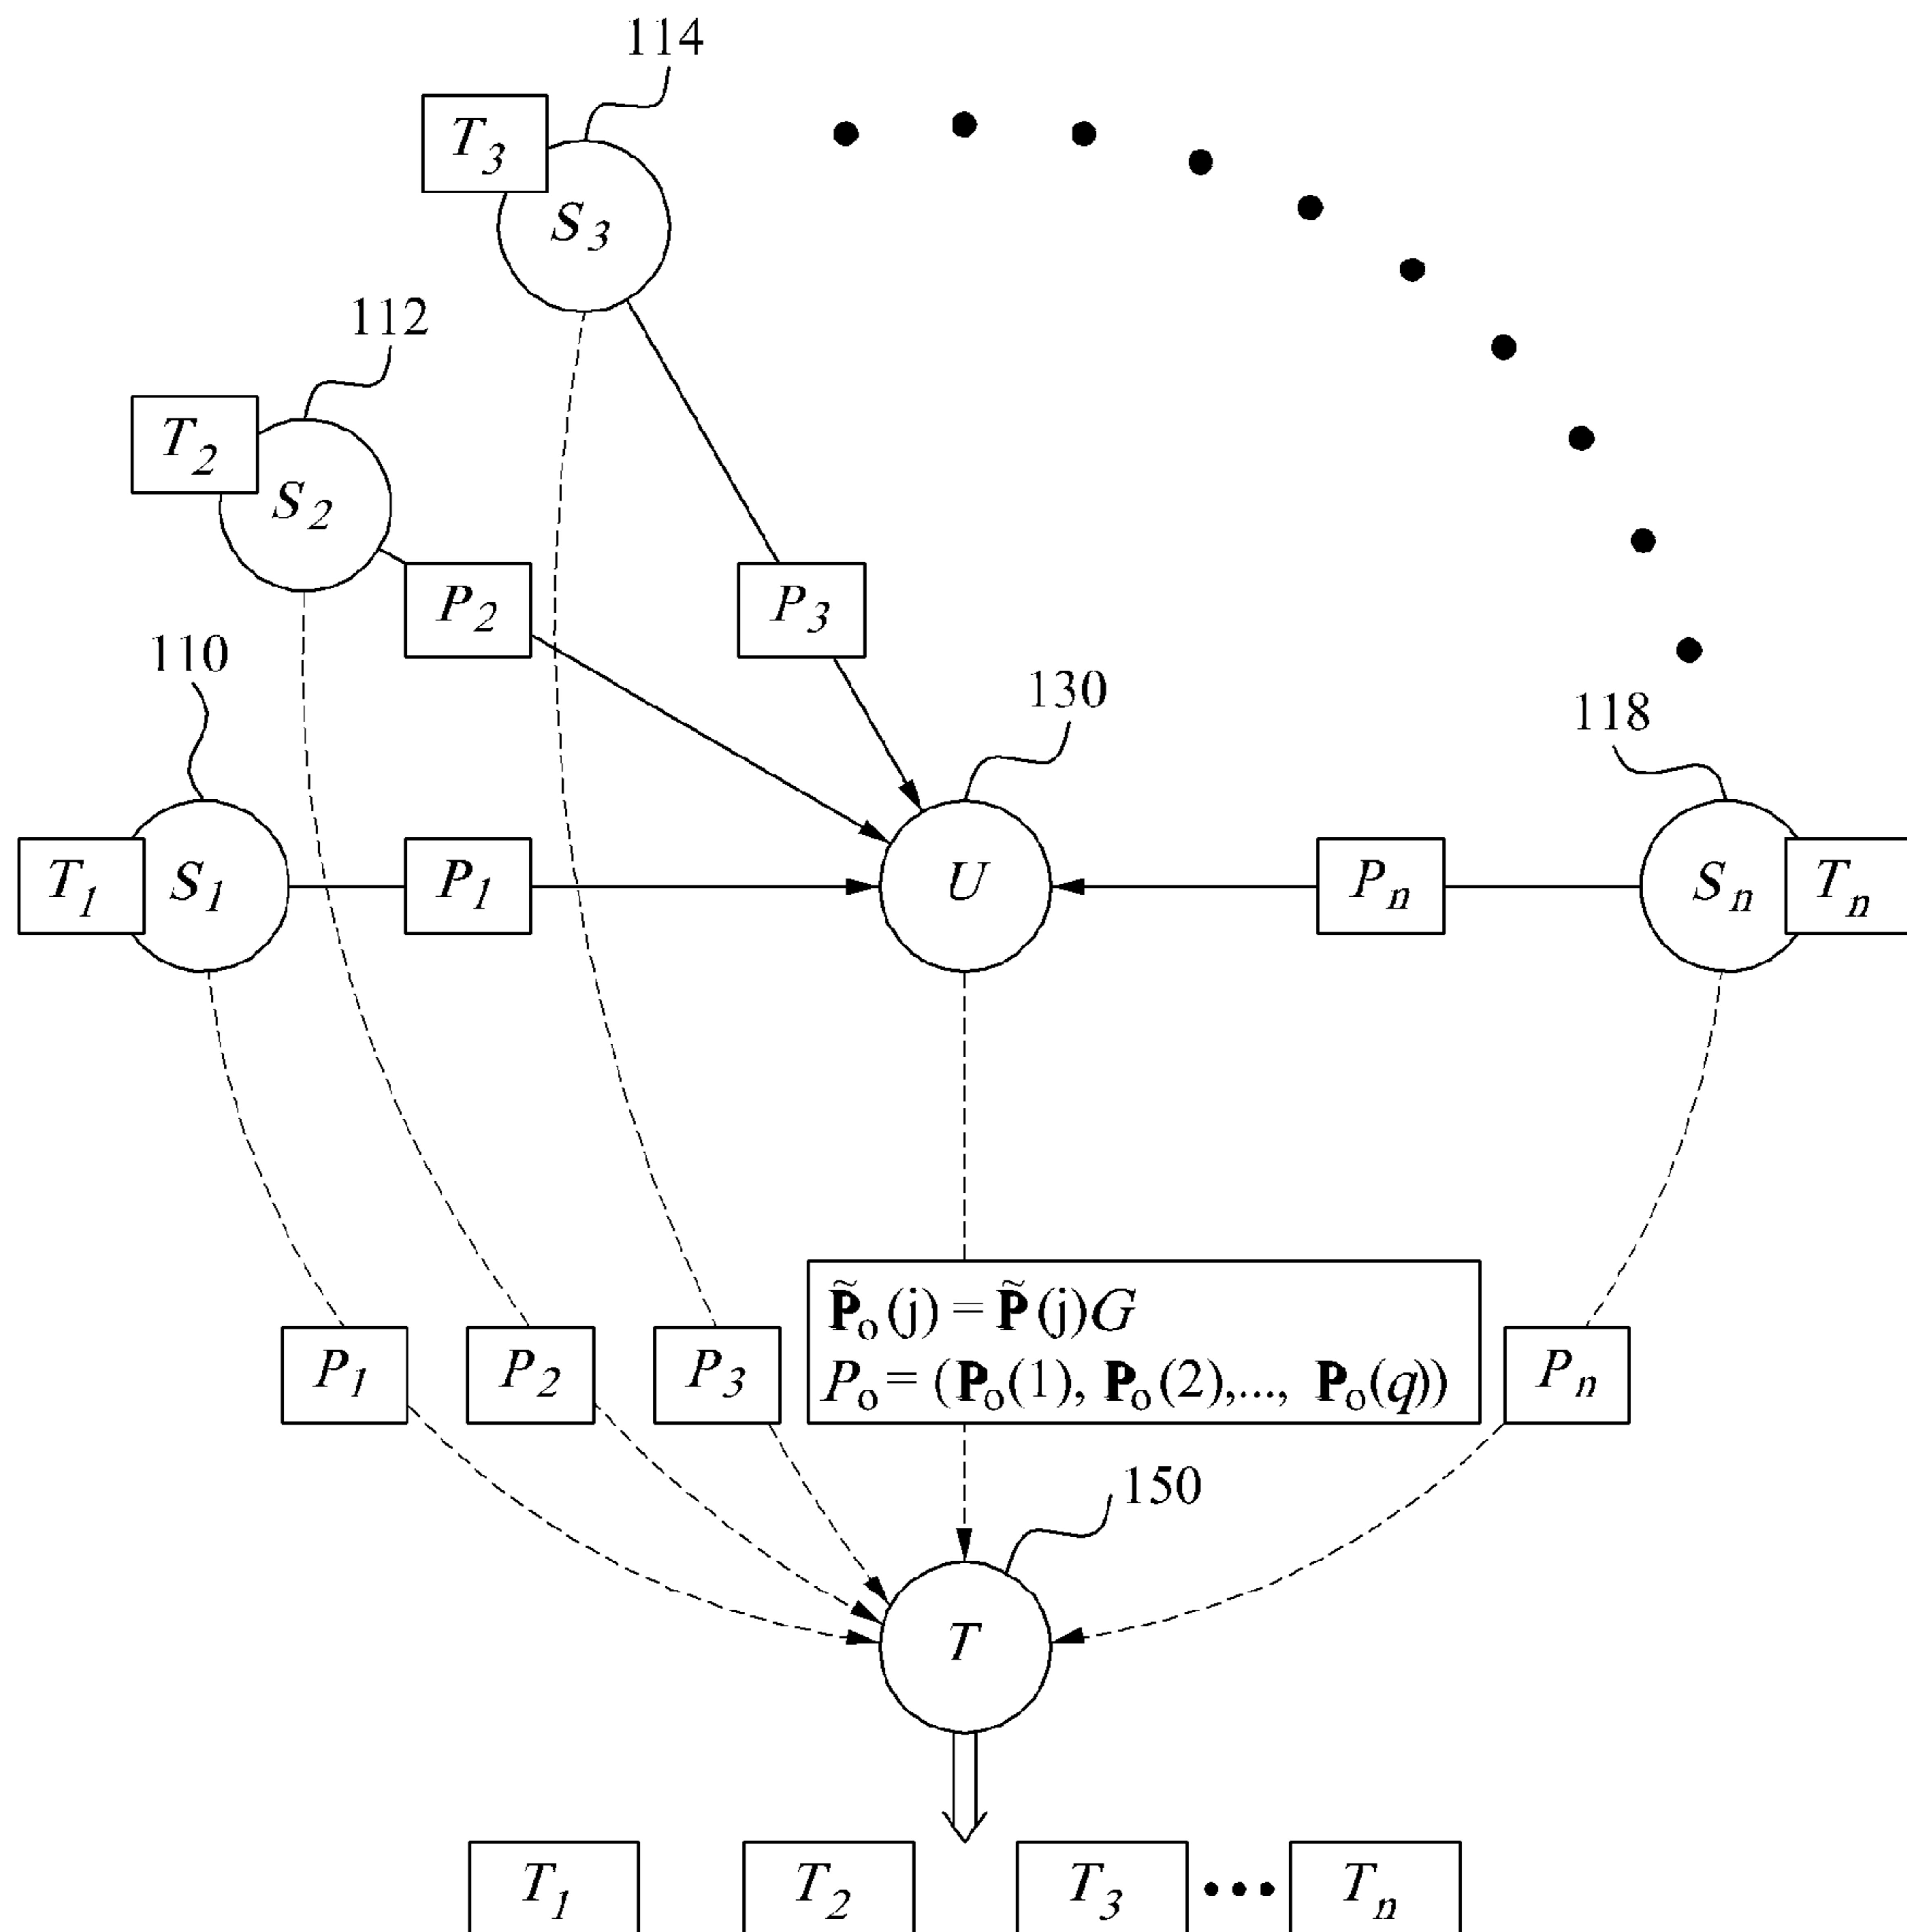 114
T₃
S₃
112
T₂
S₂
P₂
P₃
110
130
118
T₁
S₁
P₁
U
Pₙ
Sₙ
Tₙ
P̃ₒ(j) = P̃(j)G
Pₒ = (Pₒ(1), Pₒ(2),..., Pₒ(q))
P₁
P₂
P₃
Pₙ
150
T
T₁ T₂ T₃ ••• Tₙ